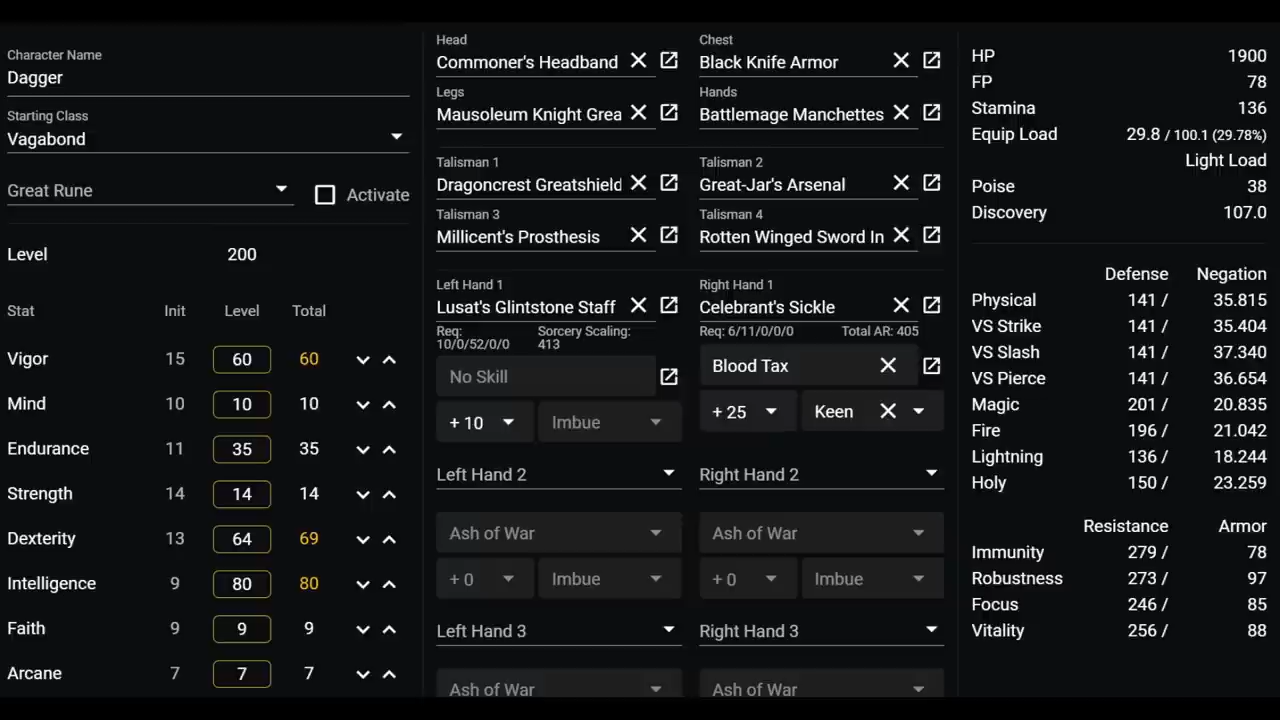 Character Name
Dagger
Starting Class
Vagabond
Great Rune
Activate
Level 200
Stat Init Level Total
Vigor 15 60 60
Mind 10 10 10
Endurance 11 35 35
Strength 14 14 14
Dexterity 13 64 69
Intelligence 9 80 80
Faith 9 9 9
Arcane 7 7 7
Head Chest
Commoner's Headband Black Knife Armor
Legs Hands
Mausoleum Knight Grea Battlemage Manchettes
Talisman 1 Talisman 2
Dragoncrest Greatshield Great-Jar's Arsenal
Talisman 3 Talisman 4
Millicent's Prosthesis Rotten Winged Sword In
Left Hand 1 Right Hand 1
Lusat's Glintstone Staff Celebrant's Sickle
Req: Sorcery Scaling: Req: 6/11/0/0/0 Total AR: 405
10/0/52/0/0 413
No Skill Blood Tax
+ 10 Imbue + 25 Keen
Left Hand 2 Right Hand 2
Ash of War Ash of War
+ 0 Imbue + 0 Imbue
Left Hand 3 Right Hand 3
Ash of War Ash of War
HP 1900
FP 78
Stamina 136
Equip Load 29.8 / 100.1 (29.78%)
Light Load
Poise 38
Discovery 107.0
Defense Negation
Physical 141 / 35.815
VS Strike 141 / 35.404
VS Slash 141 / 37.340
VS Pierce 141 / 36.654
Magic 201 / 20.835
Fire 196 / 21.042
Lightning 136 / 18.244
Holy 150 / 23.259
Resistance Armor
Immunity 279 / 78
Robustness 273 / 97
Focus 246 / 85
Vitality 256 / 88